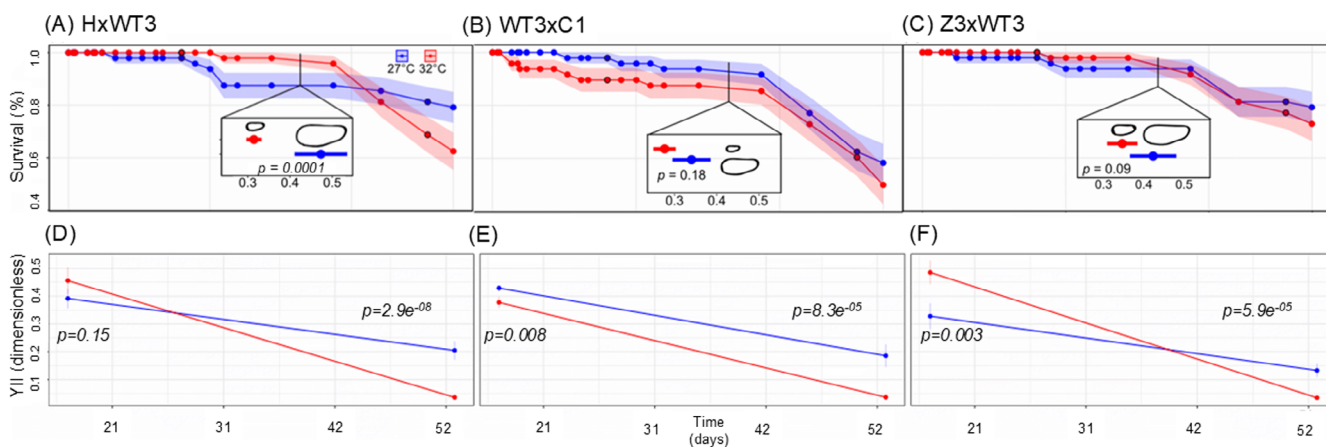 (A) HxWT3
(B) WT3xC1
(C) Z3xWT3
Survival (%)
1.0
0.8
0.6
0.4
27°C 32°C
p = 0.0001
0.3 0.4 0.5
p = 0.18
0.3 0.4 0.5
p = 0.09
0.3 0.4 0.5
(D)
(E)
(F)
YII (dimensionless)
0.5
0.4
0.3
0.2
0.1
p=0.15
p=2.9e-08
p=0.008
p=8.3e-05
p=0.003
p=5.9e-05
21 31 42 52
21 31 42 52
21 31 42 52
Time
(days)